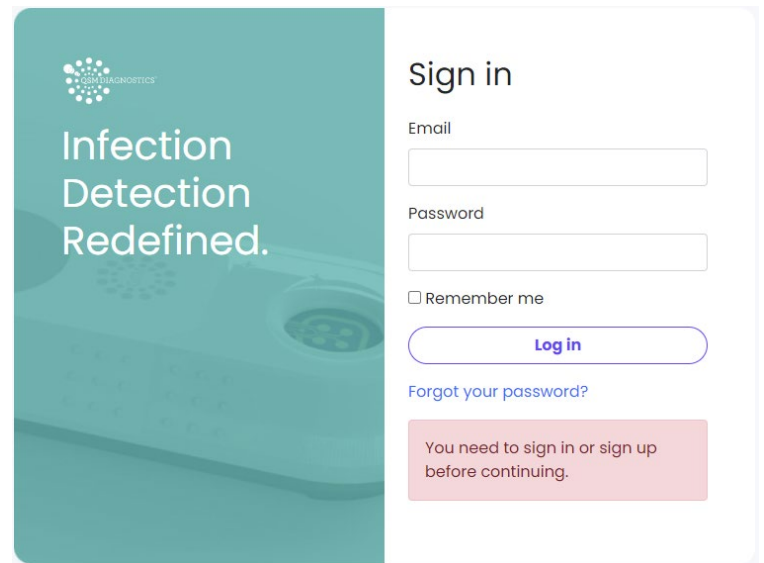 QSM DIAGNOSTICS
Infection
Detection
Redefined.
Sign in
Email
Password
Remember me
Log in
Forgot your password?
You need to sign in or sign up
before continuing.